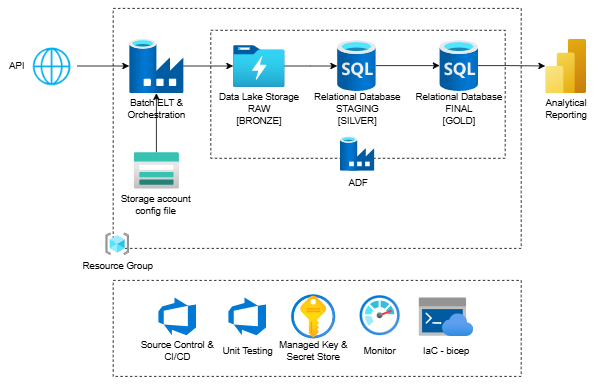 API
Batch ELT &
Orchestration
Data Lake Storage
RAW
[BRONZE]
SQL
Relational Database
STAGING
[SILVER]
SQL
Relational Database
FINAL
[GOLD]
Analytical
Reporting
Storage account
config file
ADF
Resource Group
Source Control &
CI/CD
Unit Testing
Managed Key &
Secret Store
Monitor
IaC - bicep